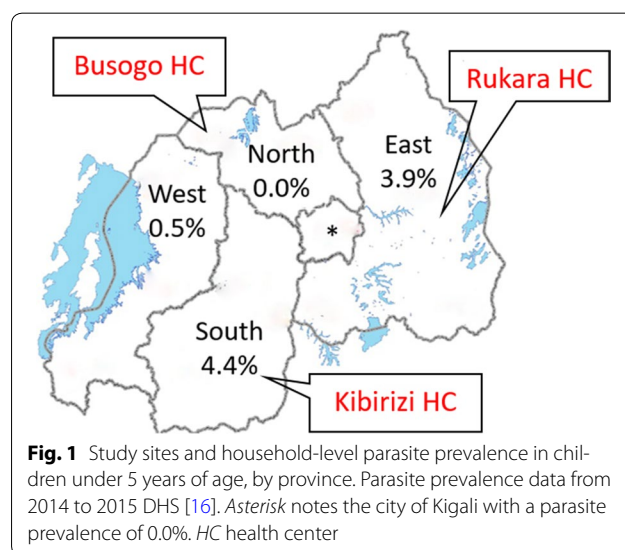 Busogo HC
Rukara HC
North
0.0%
East
3.9%
West
0.5%
*
South
4.4%
Kibirizi HC
Fig. 1 Study sites and household-level parasite prevalence in chil-
dren under 5 years of age, by province. Parasite prevalence data from
2014 to 2015 DHS [16]. Asterisk notes the city of Kigali with a parasite
prevalence of 0.0%. HC health center